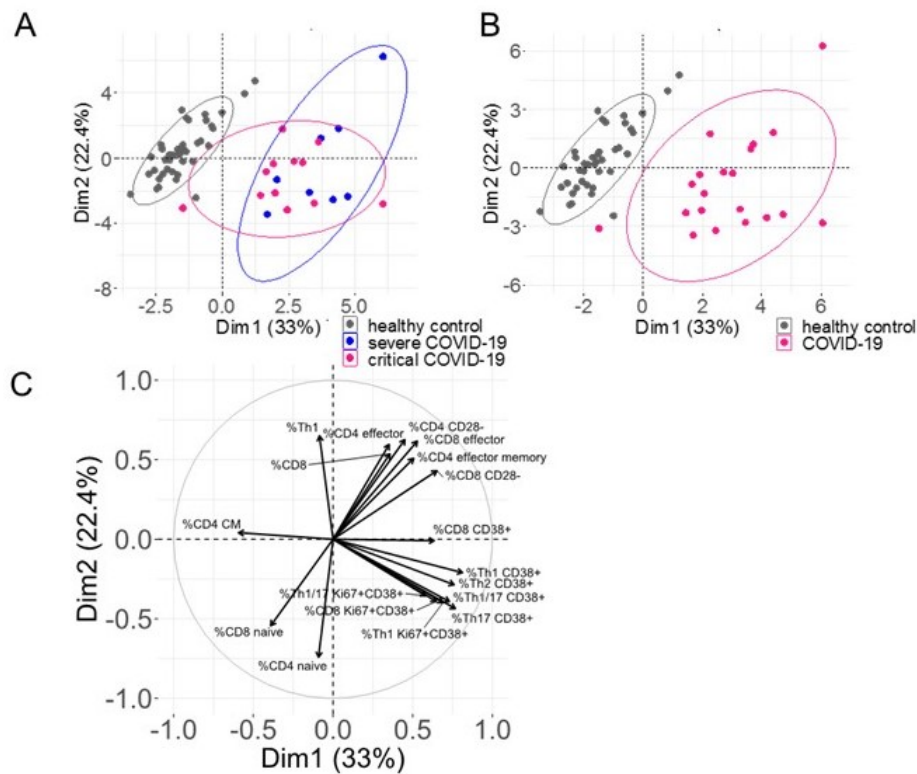 A
B
4
0
-4
-8
Dim2 (22.4%)
-2.5 0.0 2.5 5.0
Dim1 (33%)
healthy control
severe COVID-19
critical COVID-19
6
3
0
-3
-6
Dim2 (22.4%)
-2 0 2 4 6
Dim1 (33%)
healthy control
COVID-19
C
1.0
0.5
0.0
-0.5
-1.0
Dim2 (22.4%)
%Th1
%CD4 effector
%CD4 CD28-
%CD8 effector
%CD8
%CD4 effector memory
%CD8 CD28-
%CD4 CM
%CD8 CD38+
%Th1 CD38+
%Th2 CD38+
%Th1/17 Ki67+CD38+
%Th1/17 CD38+
%CD8 Ki67+CD38+
%Th17 CD38+
%CD8 naive
%Th1 Ki67+CD38+
%CD4 naive
-1.0 -0.5 0.0 0.5 1.0
Dim1 (33%)